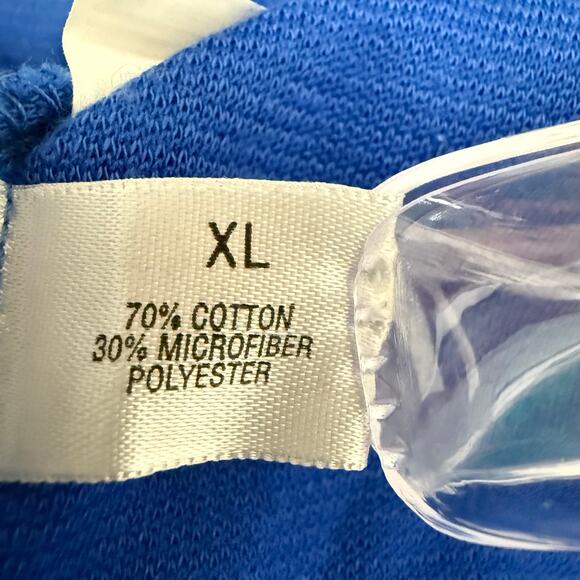 XL
70% COTTON
30% MICROFIBER
POLYESTER